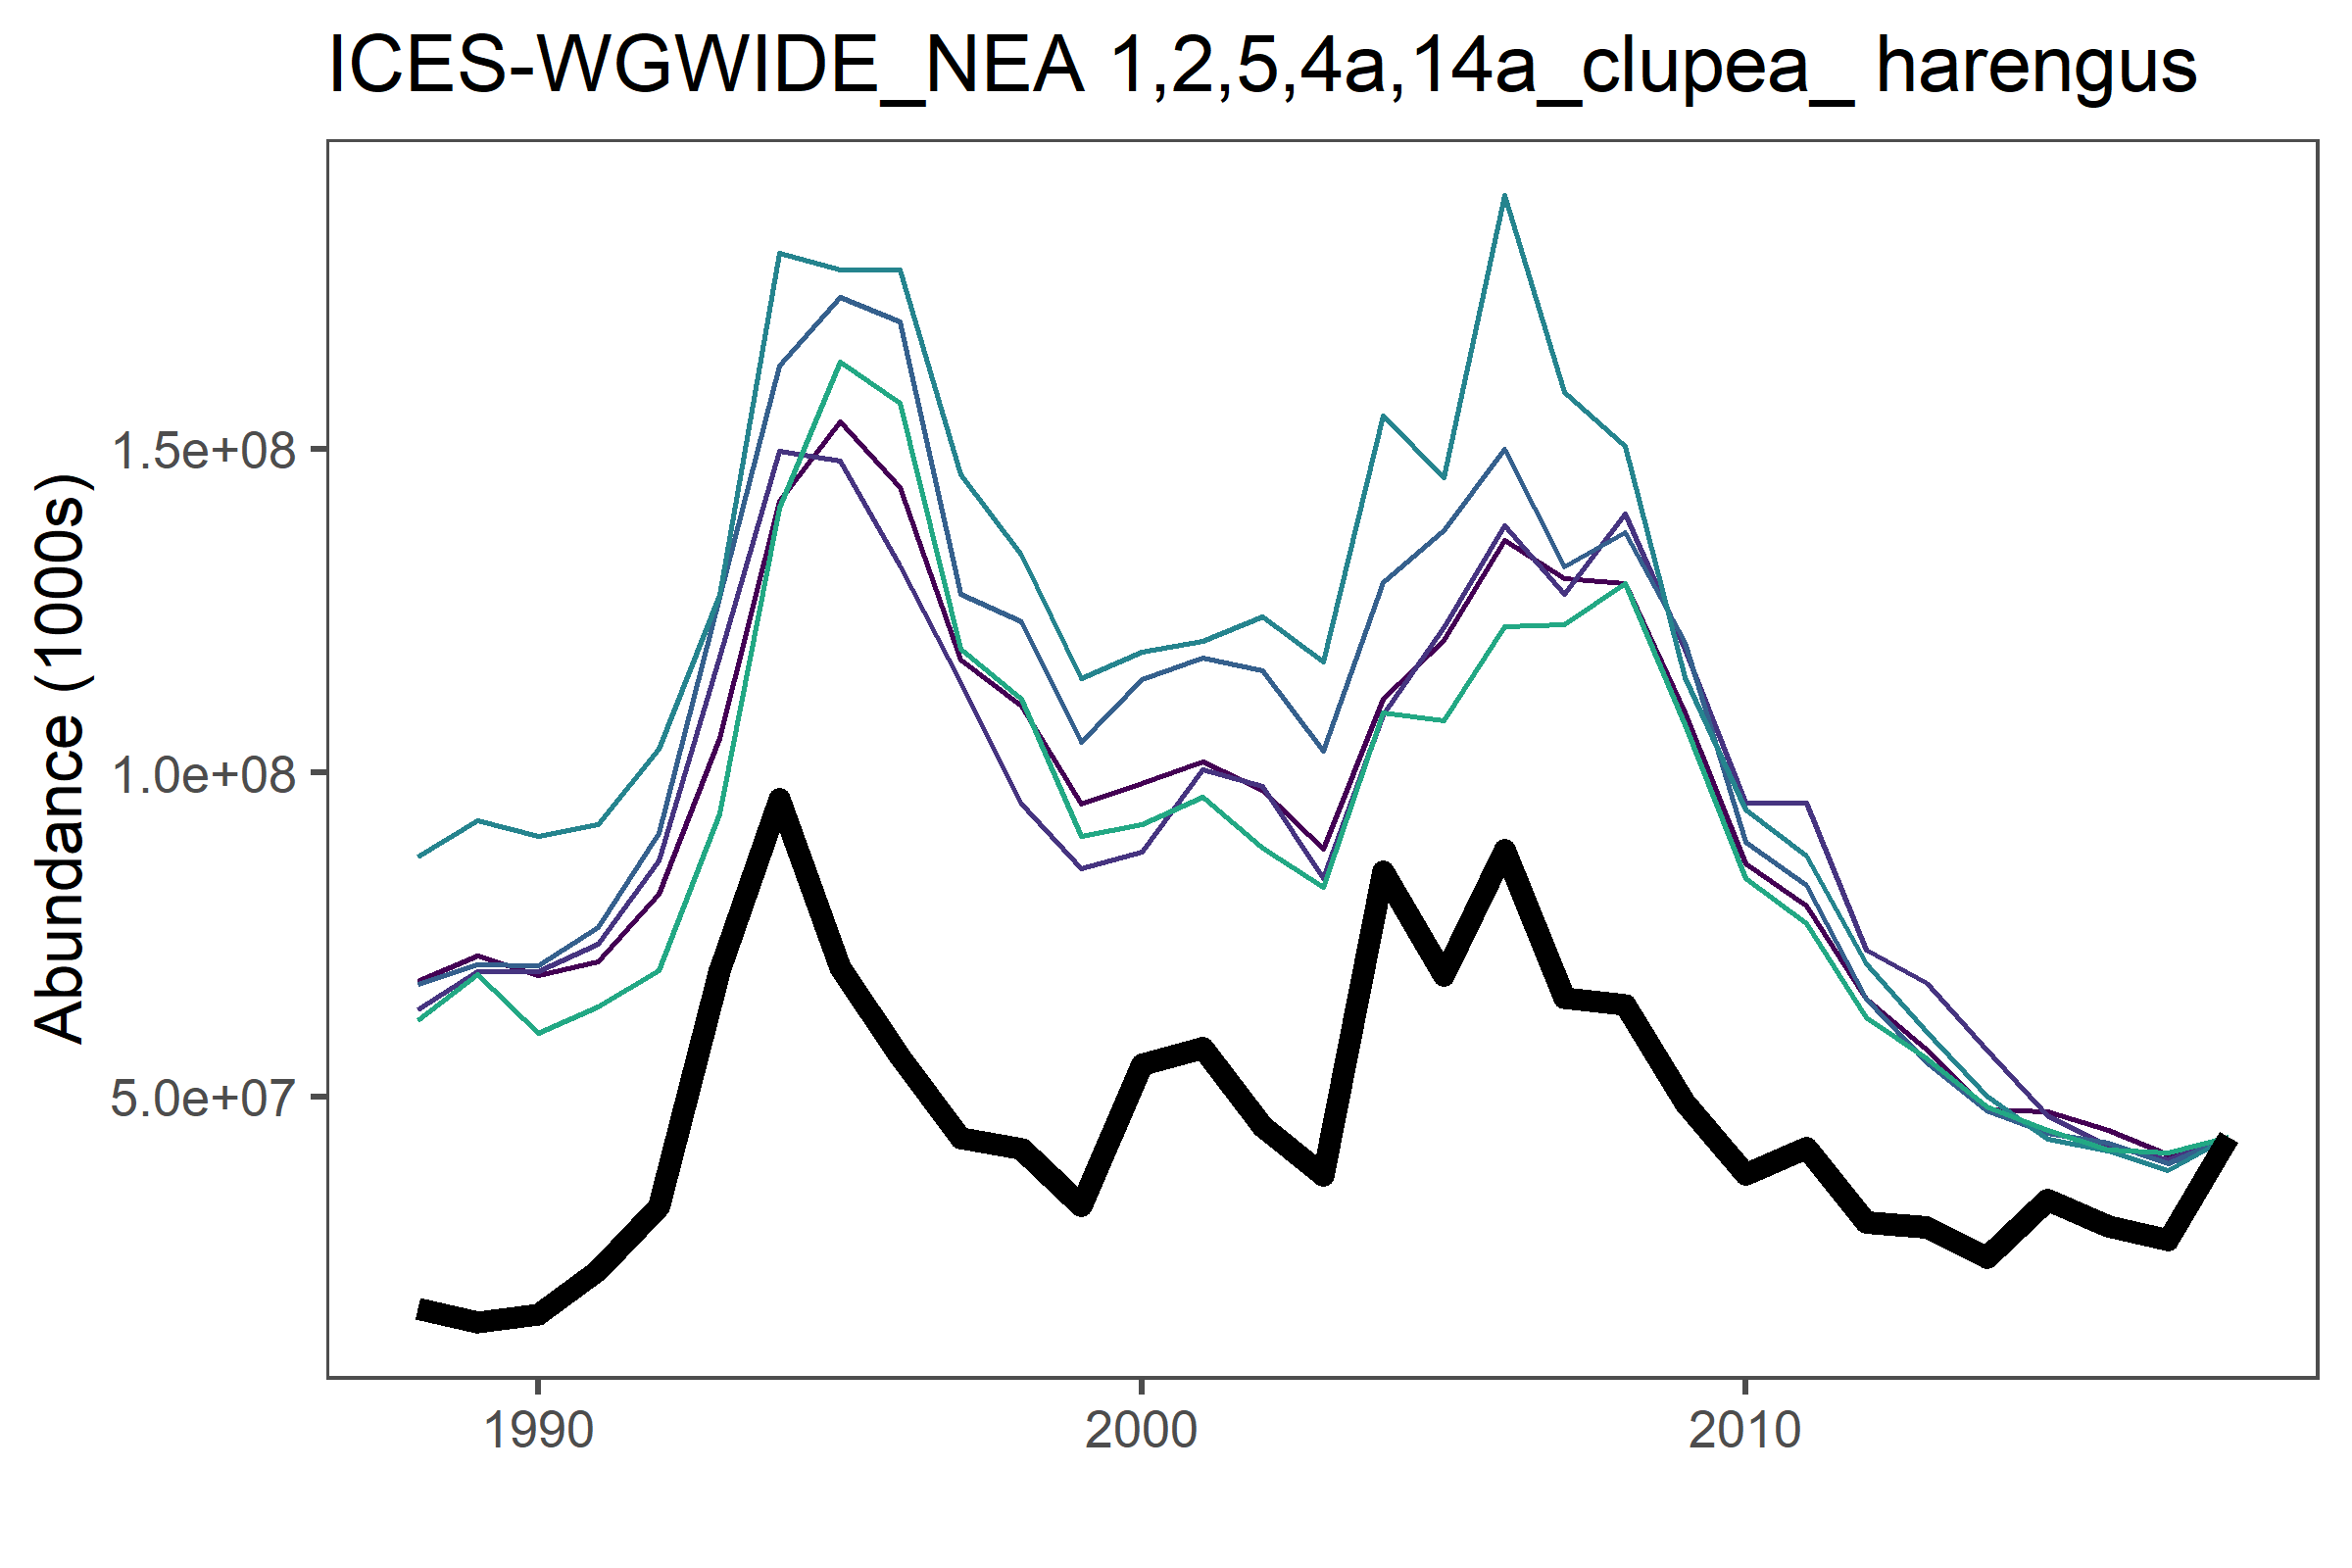 ICES-WGWIDE_NEA 1,2,5,4a,14a_clupea_ harengus
Abundance (1000s)
1.5e+08
1.0e+08
5.0e+07
1990
2000
2010